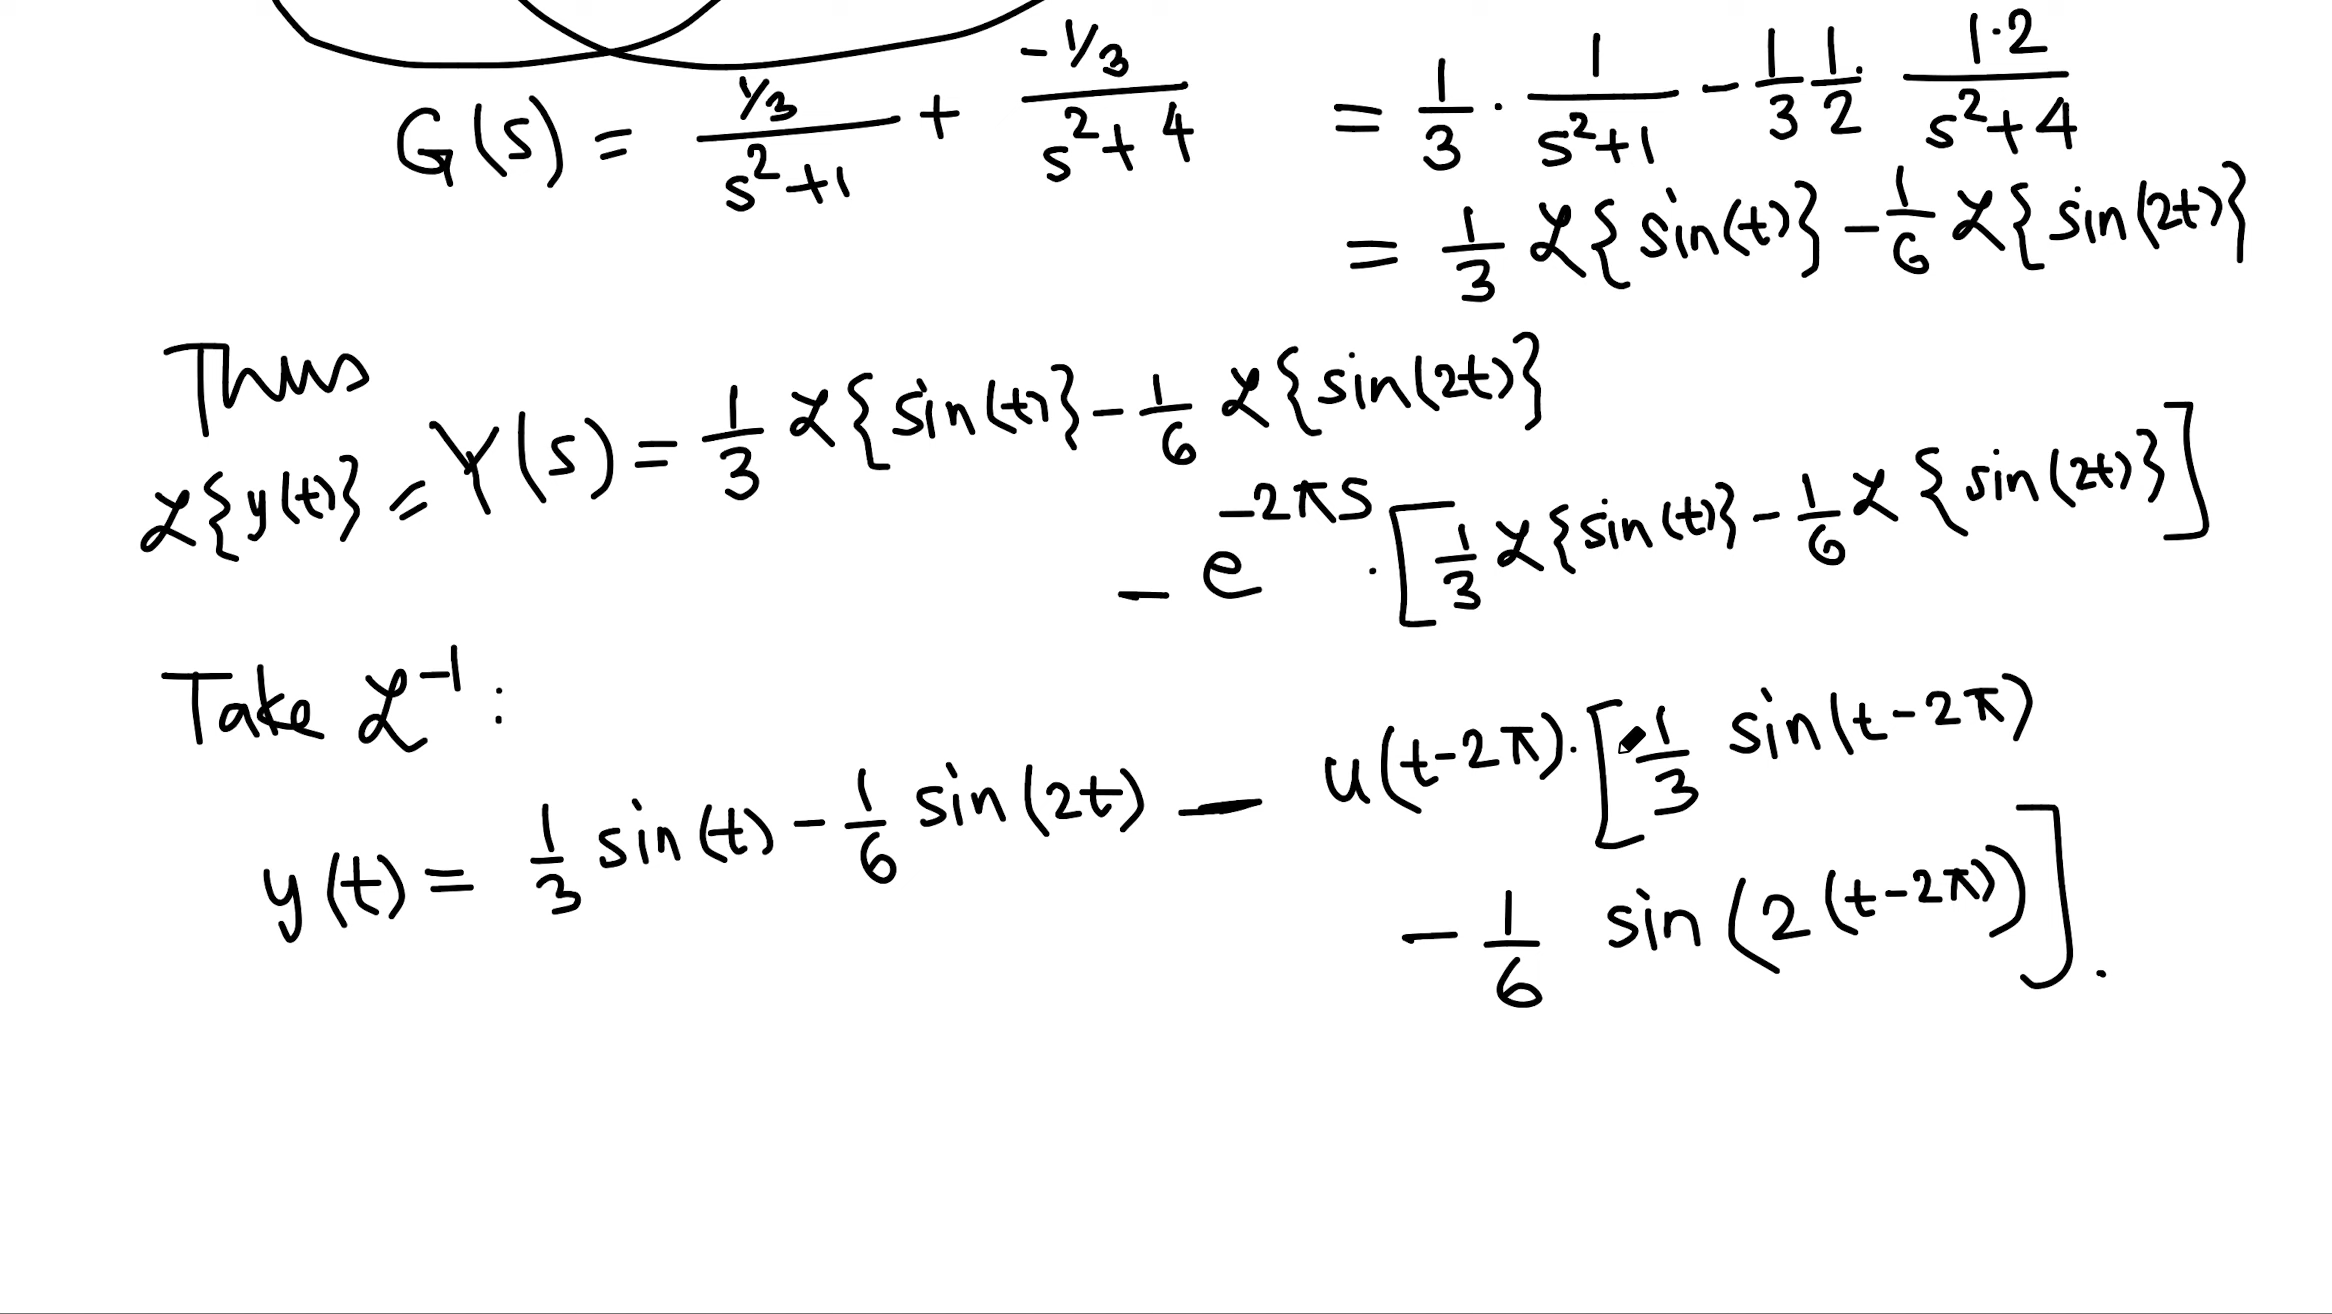 G(s) = (1/3)/(s²+1) + (-1/3)/(s²+4) = 1/3 · 1/(s²+1) - 1/3 1/2 · (1·2)/(s²+4)
= 1/3 ℒ{sin(t)} - 1/6 ℒ{sin(2t)}
Thus
ℒ{y(t)} = Y(s) = 1/3 ℒ{sin(t)} - 1/6 ℒ{sin(2t)}
- e^(-2πs) · [1/3 ℒ{sin(t)} - 1/6 ℒ{sin(2t)}]
Take ℒ⁻¹:
y(t) = 1/3 sin(t) - 1/6 sin(2t) - u(t-2π)·[1/3 sin(t-2π)
- 1/6 sin(2(t-2π))].